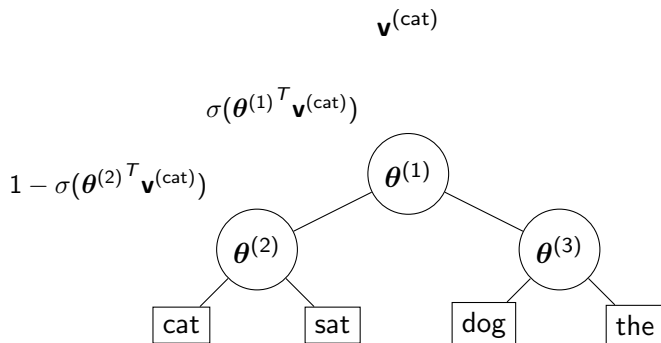 𝐯^(cat)
σ(𝜽^(1)^T 𝐯^(cat))
𝜽^(1)
1 − σ(𝜽^(2)^T 𝐯^(cat))
𝜽^(2) 𝜽^(3)
cat sat dog the